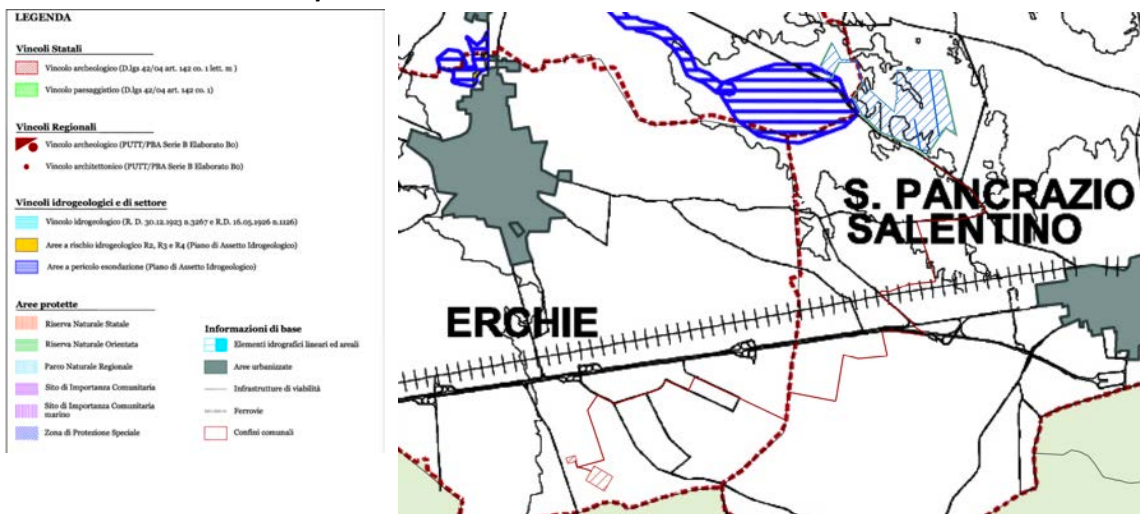 LEGENDA
Vincoli Statali
Vincolo archeologico (D.lgs 42/04 art. 142 co. 1 lett. m )
Vincolo paesaggistico (D.lgs 42/04 art. 142 co. 1)
Vincoli Regionali
Vincolo archeologico (PUTT/PBA Serie B Elaborato B0)
Vincolo architettonico (PUTT/PBA Serie B Elaborato B0)
Vincoli idrogeologici e di settore
Vincolo idrogeologico (R. D. 30.12.1923 n.3267 e R.D. 16.05.1926 n.1126)
Aree a rischio idrogeologico R2, R3 e R4 (Piano di Assetto Idrogeologico)
Aree a pericolo esondazione (Piano di Assetto Idrogeologico)
Aree protette
Riserva Naturale Statale
Riserva Naturale Orientata
Parco Naturale Regionale
Sito di Importanza Comunitaria
Sito di Importanza Comunitaria
marino
Zona di Protezione Speciale
Informazioni di base
Elementi idrografici lineari ed areali
Aree urbanizzate
Infrastrutture di viabilità
Ferrovie
Confini comunali
S. PANCRAZIO
SALENTINO
ERCHIE